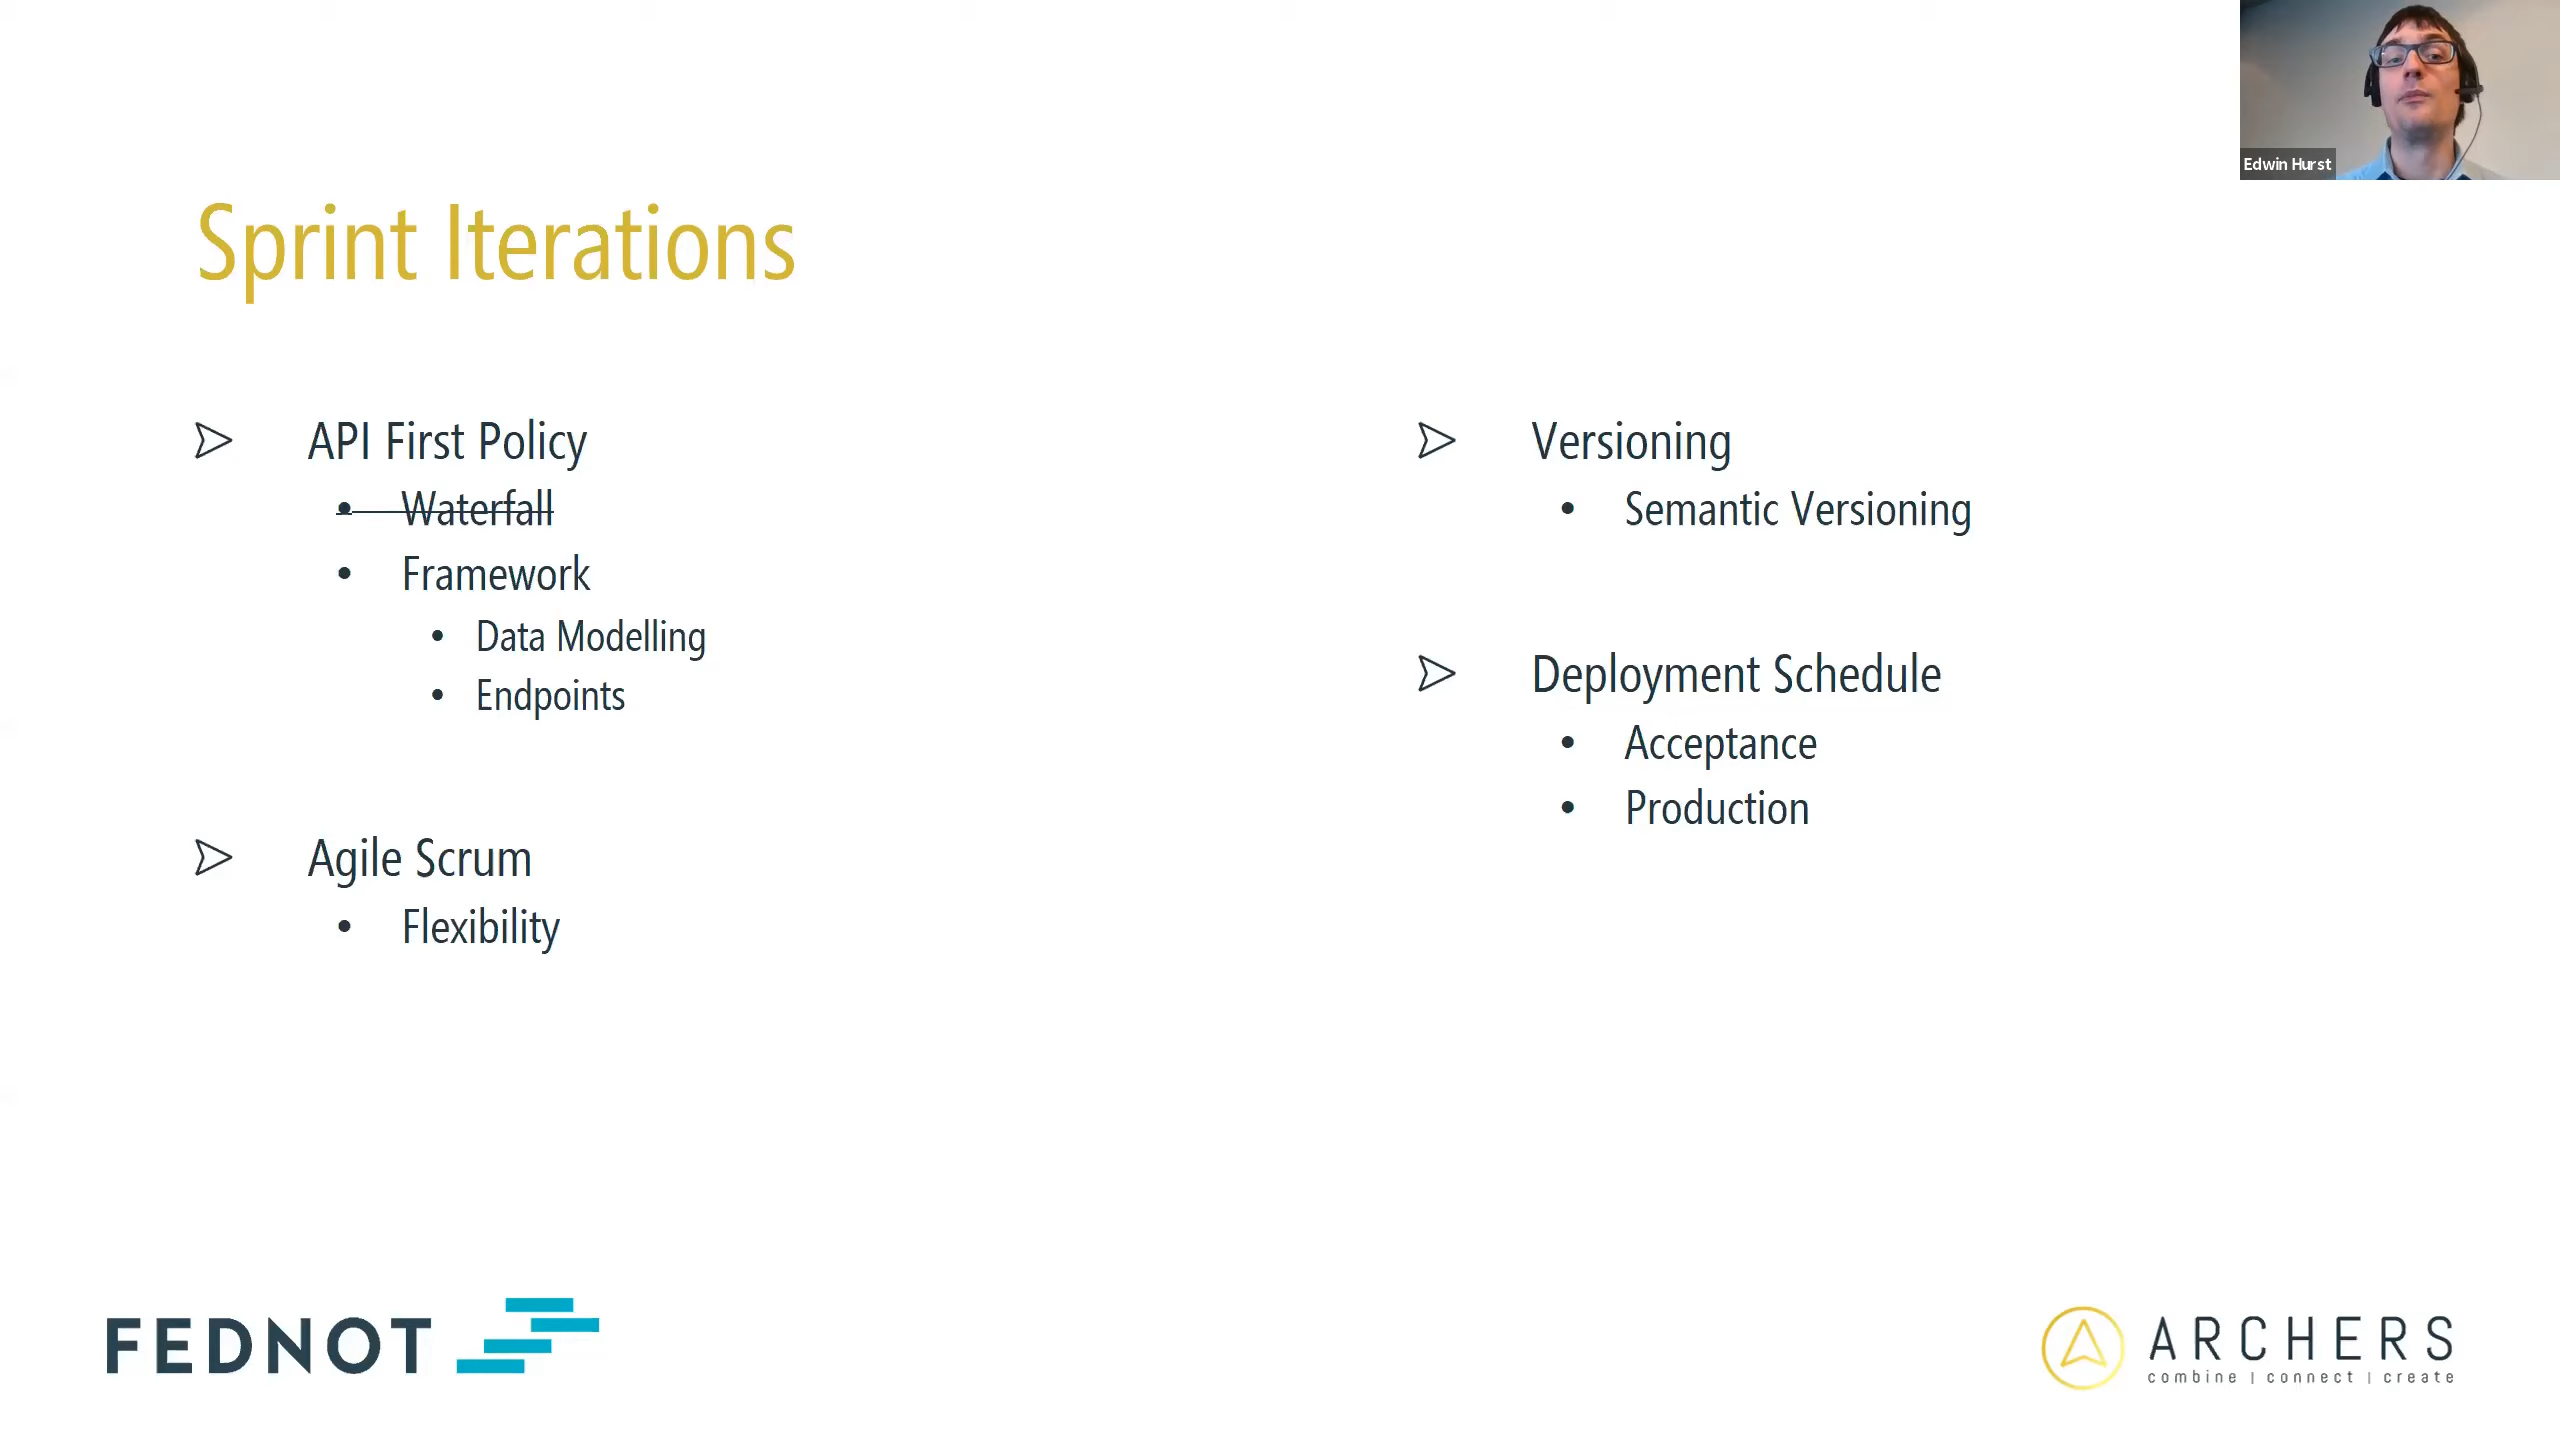 Edwin Hurst
Sprint Iterations
API First Policy
Waterfall
Framework
Data Modelling
Endpoints
Agile Scrum
Flexibility
Versioning
Semantic Versioning
Deployment Schedule
Acceptance
Production
FEDNOT
ARCHERS
combine | connect | create